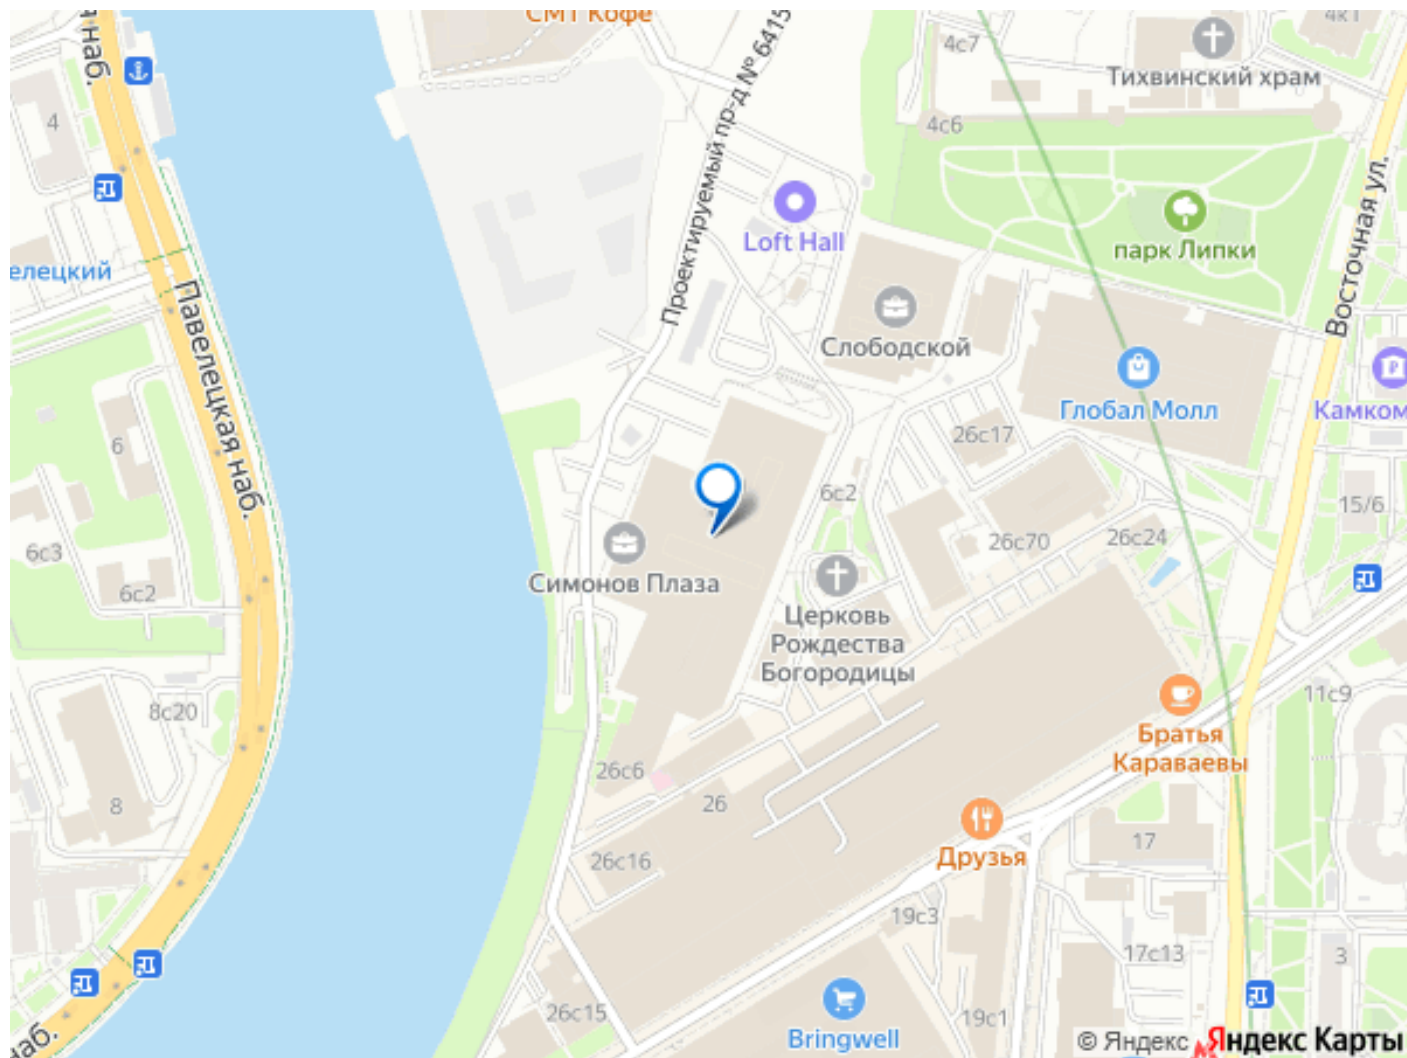 СМТ Кофе
я наб.
4
Проектируемый пр-д № 6415
4с7
4к1
Тихвинский храм
4с6
Loft Hall
парк Липки
Восточная ул.
елецкий
Павелецкая наб.
Слободской
Глобал Молл
Камком
26с17
6
6с2
15/6
26с70
26с24
6с3
6с2
Симонов Плаза
Церковь
Рождества
Богородицы
8с20
11с9
Братья
Караваевы
26с6
26
8
17
26с16
Друзья
19с3
17с13
3
26с15
19с1
Bringwell
наб.
© Яндекс
Яндекс Карты